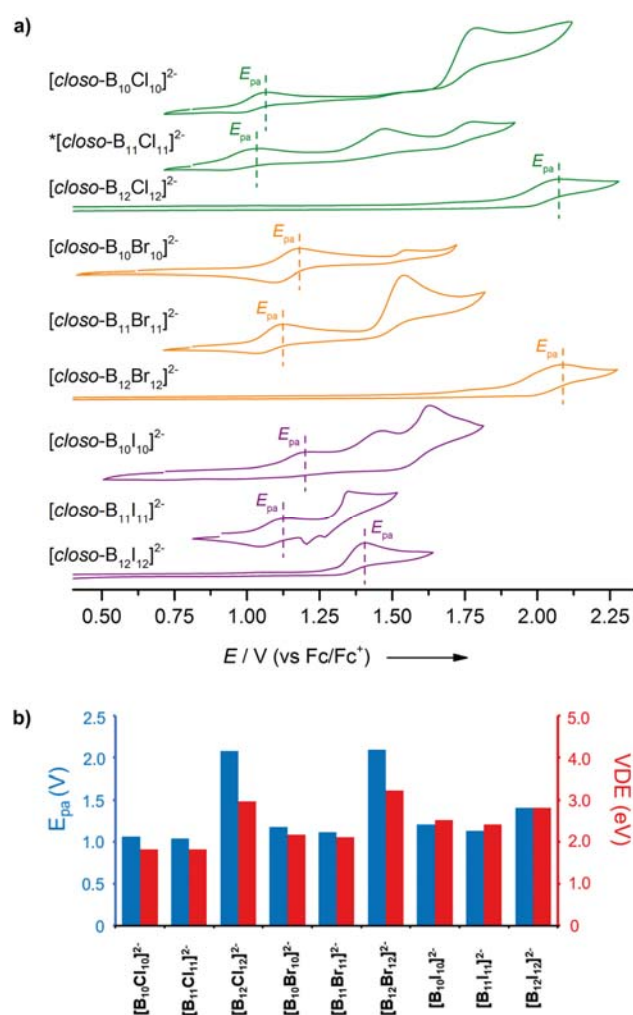 a)
[closo-B₁₀Cl₁₀]²⁻
Eₚₐ
*[closo-B₁₁Cl₁₁]²⁻
Eₚₐ
[closo-B₁₂Cl₁₂]²⁻
Eₚₐ
[closo-B₁₀Br₁₀]²⁻
Eₚₐ
[closo-B₁₁Br₁₁]²⁻
Eₚₐ
[closo-B₁₂Br₁₂]²⁻
Eₚₐ
[closo-B₁₀I₁₀]²⁻
Eₚₐ
[closo-B₁₁I₁₁]²⁻
Eₚₐ
[closo-B₁₂I₁₂]²⁻
Eₚₐ
0.50 0.75 1.00 1.25 1.50 1.75 2.00 2.25
E / V (vs Fc/Fc⁺)
b)
Eₚₐ (V)
2.5
2.0
1.5
1.0
0.5
0
5.0
4.0
3.0
2.0
1.0
0.0
VDE (eV)
[B₁₀Cl₁₀]²⁻
[B₁₁Cl₁₁]²⁻
[B₁₂Cl₁₂]²⁻
[B₁₀Br₁₀]²⁻
[B₁₁Br₁₁]²⁻
[B₁₂Br₁₂]²⁻
[B₁₀I₁₀]²⁻
[B₁₁I₁₁]²⁻
[B₁₂I₁₂]²⁻